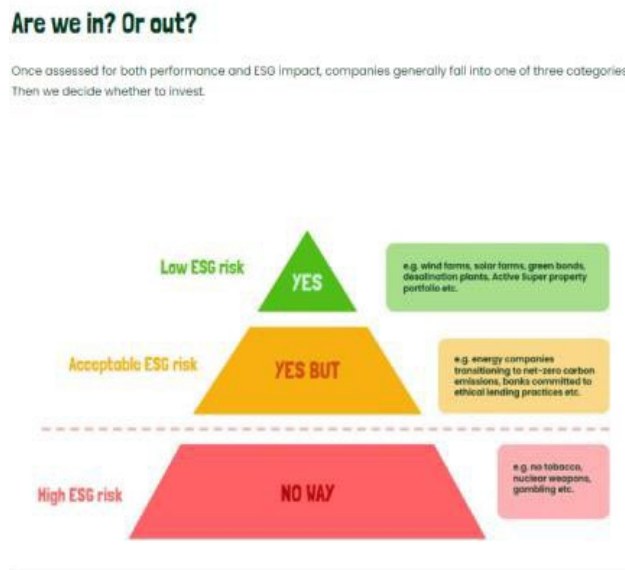 Are we in? Or out?
Once assessed for both performance and ESG impact, companies generally fall into one of three categories
Then we decide whether to invest.
Low ESG risk
YES
e.g. wind farms, solar farms, green bonds,
desalination plants, Active Super property
portfolio etc.
Acceptable ESG risk
YES BUT
e.g. energy companies
transitioning to net-zero carbon
emissions, banks committed to
ethical lending practices etc.
High ESG risk
NO WAY
e.g. no tobacco,
nuclear weapons,
gambling etc.